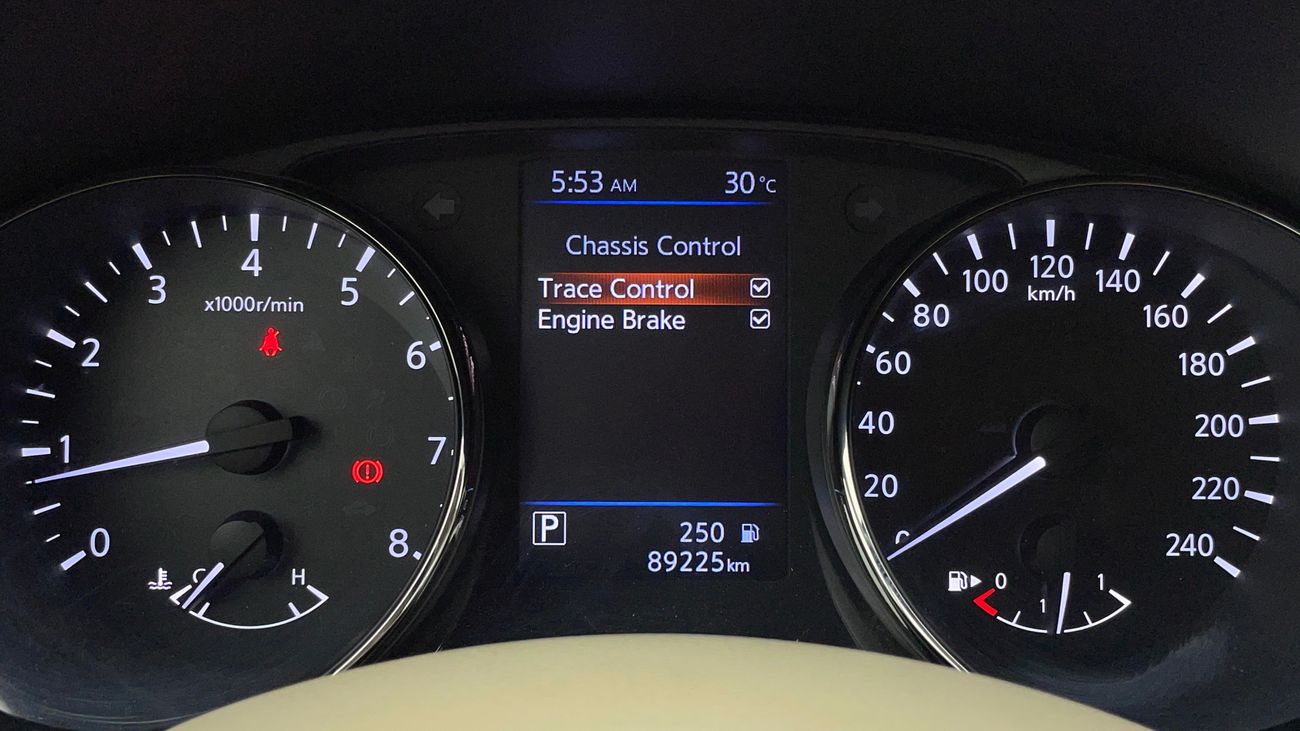 5:53 AM 30°C
Chassis Control
Trace Control
Engine Brake
P
250
89225km
0
1
2
3
4
5
6
7
8
x1000r/min
C H
0
20
40
60
80
100
120
140
160
180
200
220
240
km/h
0 1 1